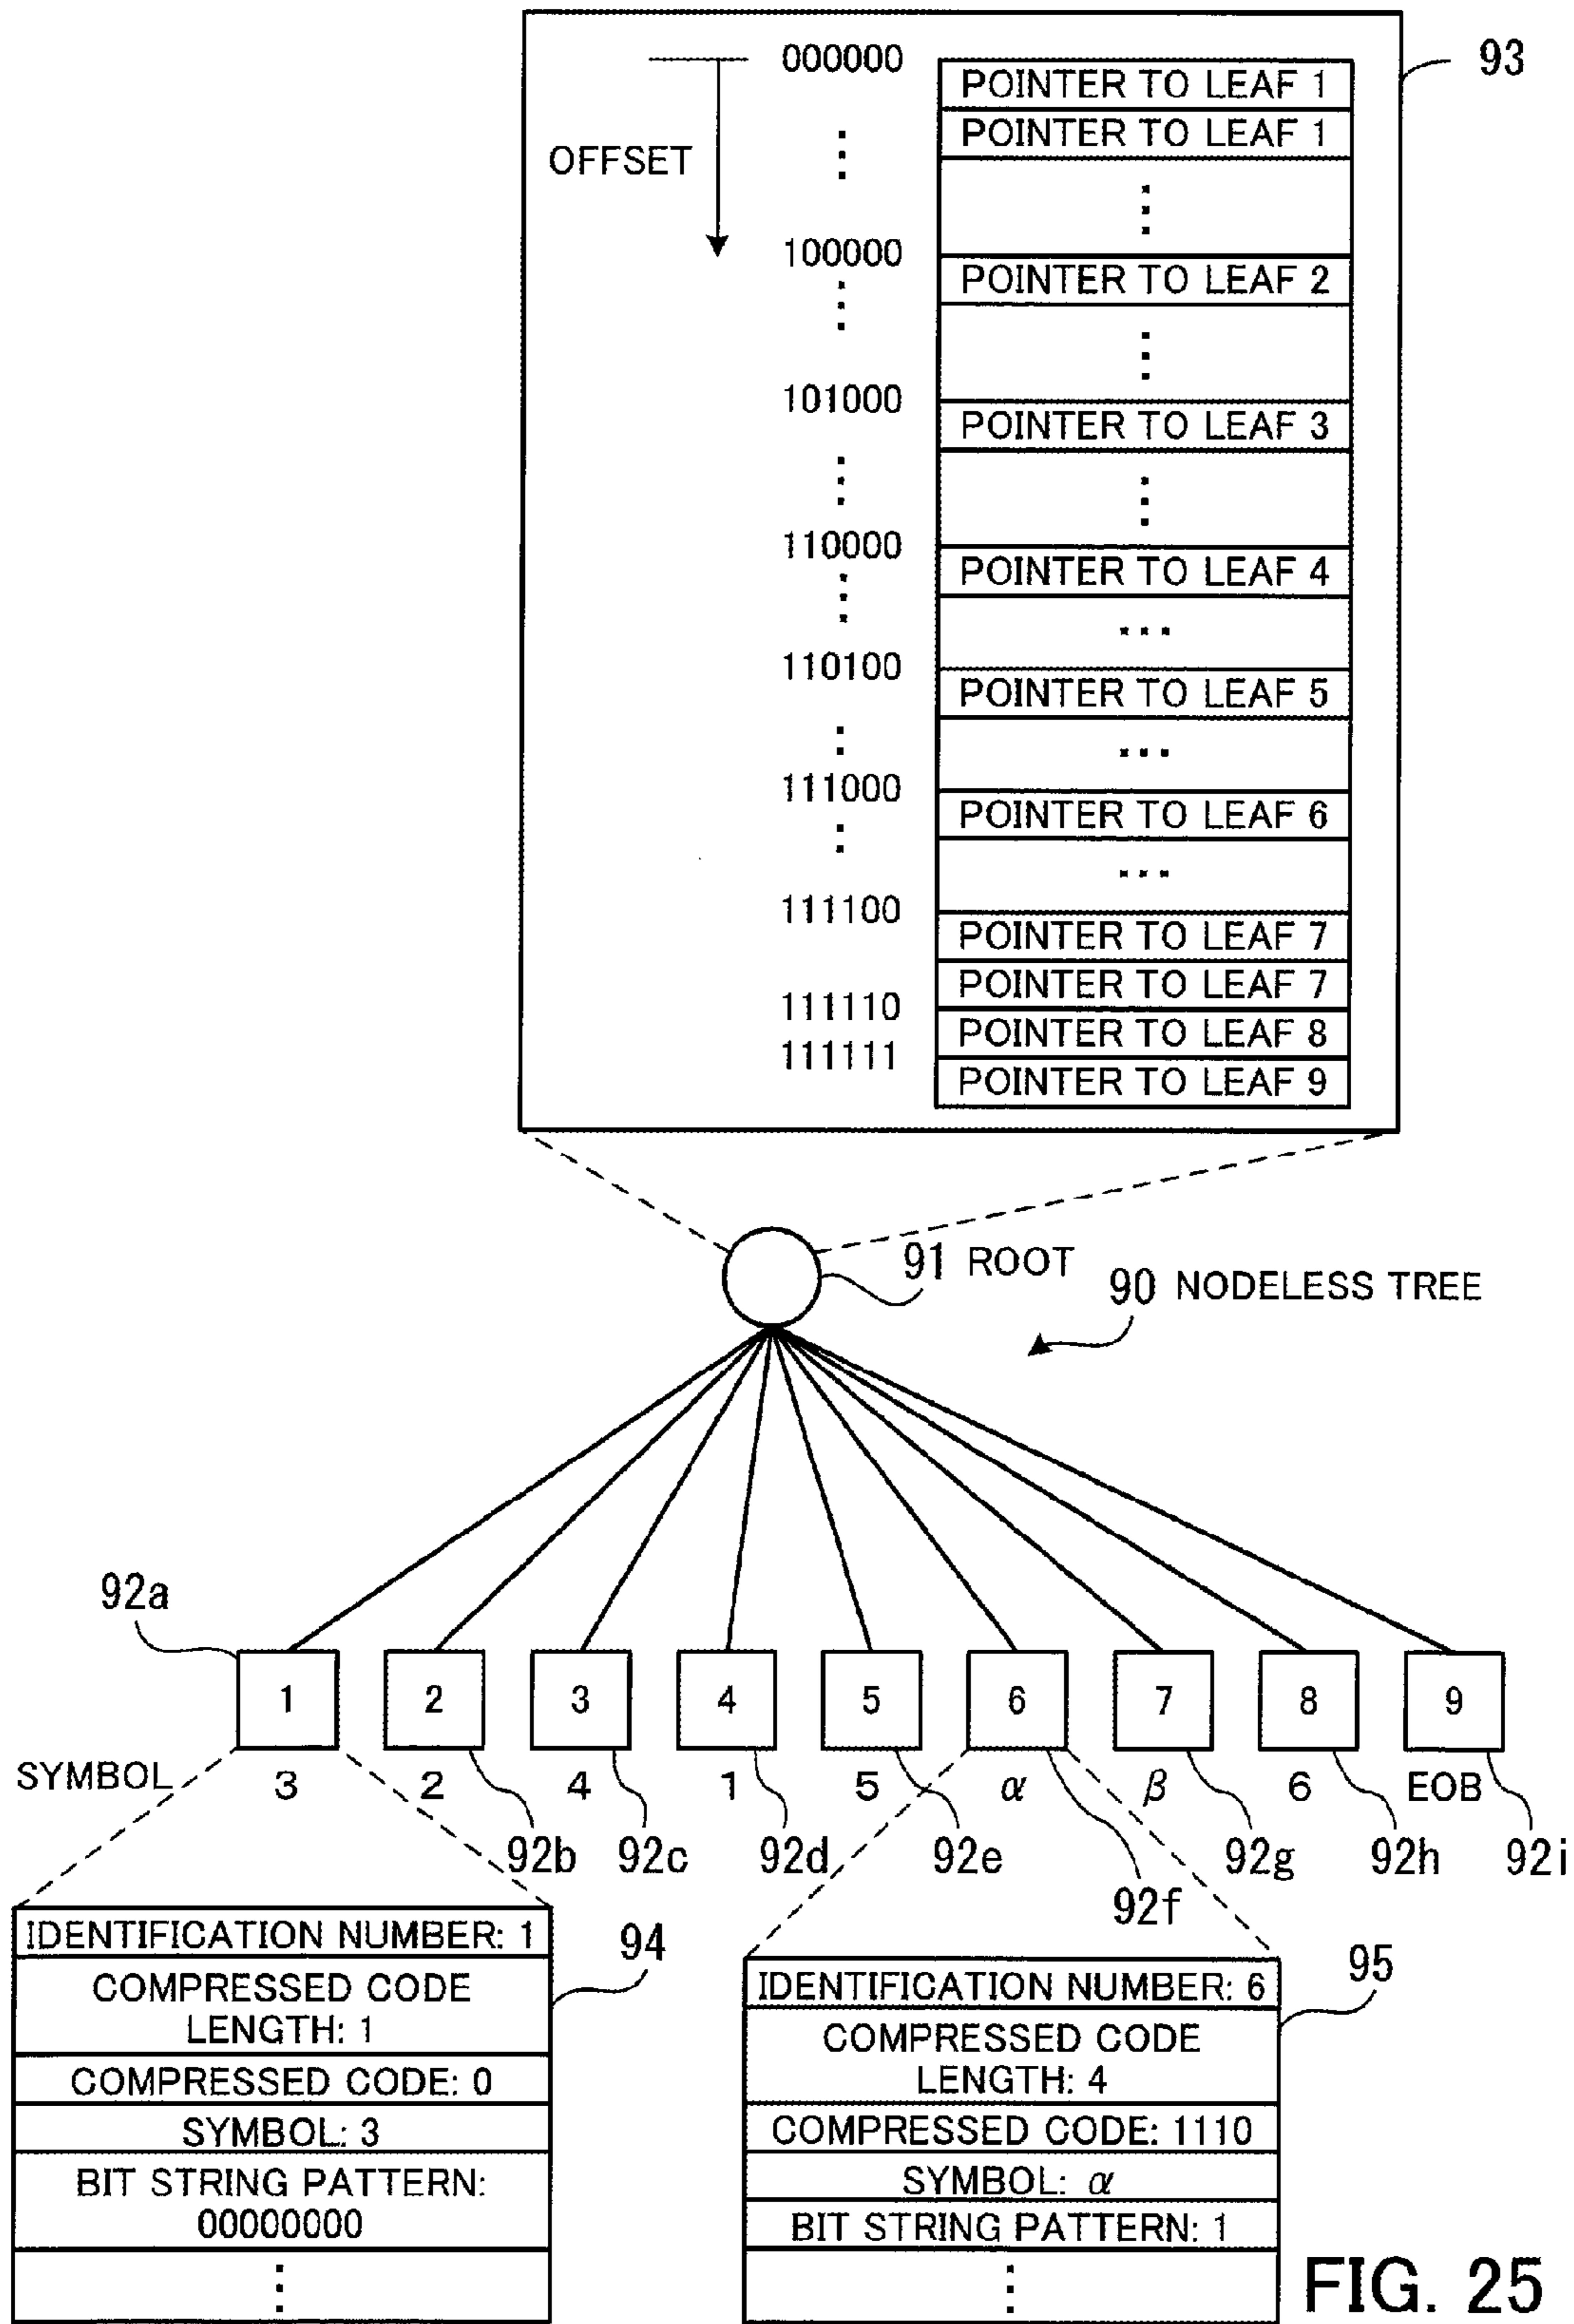 000000 POINTER TO LEAF 1 93
POINTER TO LEAF 1
OFFSET ⋮ ⋮
100000 POINTER TO LEAF 2
⋮ ⋮
101000 POINTER TO LEAF 3
⋮ ⋮
110000 POINTER TO LEAF 4
⋮ ...
110100 POINTER TO LEAF 5
: ...
111000 POINTER TO LEAF 6
: ...
111100 POINTER TO LEAF 7
POINTER TO LEAF 7
111110 POINTER TO LEAF 8
111111 POINTER TO LEAF 9
91 ROOT
90 NODELESS TREE
92a
1 2 3 4 5 6 7 8 9
SYMBOL 3 2 4 1 5 α β 6 EOB
92b 92c 92d 92e 92f 92g 92h 92i
94
IDENTIFICATION NUMBER: 1
COMPRESSED CODE
LENGTH: 1
COMPRESSED CODE: 0
SYMBOL: 3
BIT STRING PATTERN:
00000000
⋮
95
IDENTIFICATION NUMBER: 6
COMPRESSED CODE
LENGTH: 4
COMPRESSED CODE: 1110
SYMBOL: α
BIT STRING PATTERN: 1
⋮
FIG. 25